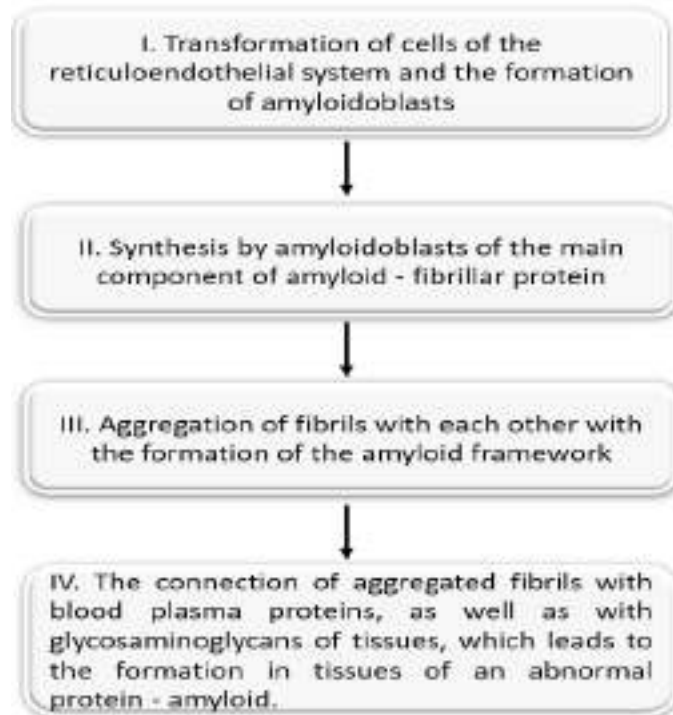 I. Transformation of cells of the
reticuloendothelial system and the formation
of amyloidoblasts
II. Synthesis by amyloidoblasts of the main
component of amyloid - fibrillar protein
III. Aggregation of fibrils with each other with
the formation of the amyloid framework
IV. The connection of aggregated fibrils with
blood plasma proteins, as well as with
glycosaminoglycans of tissues, which leads to
the formation in tissues of an abnormal
protein - amyloid.